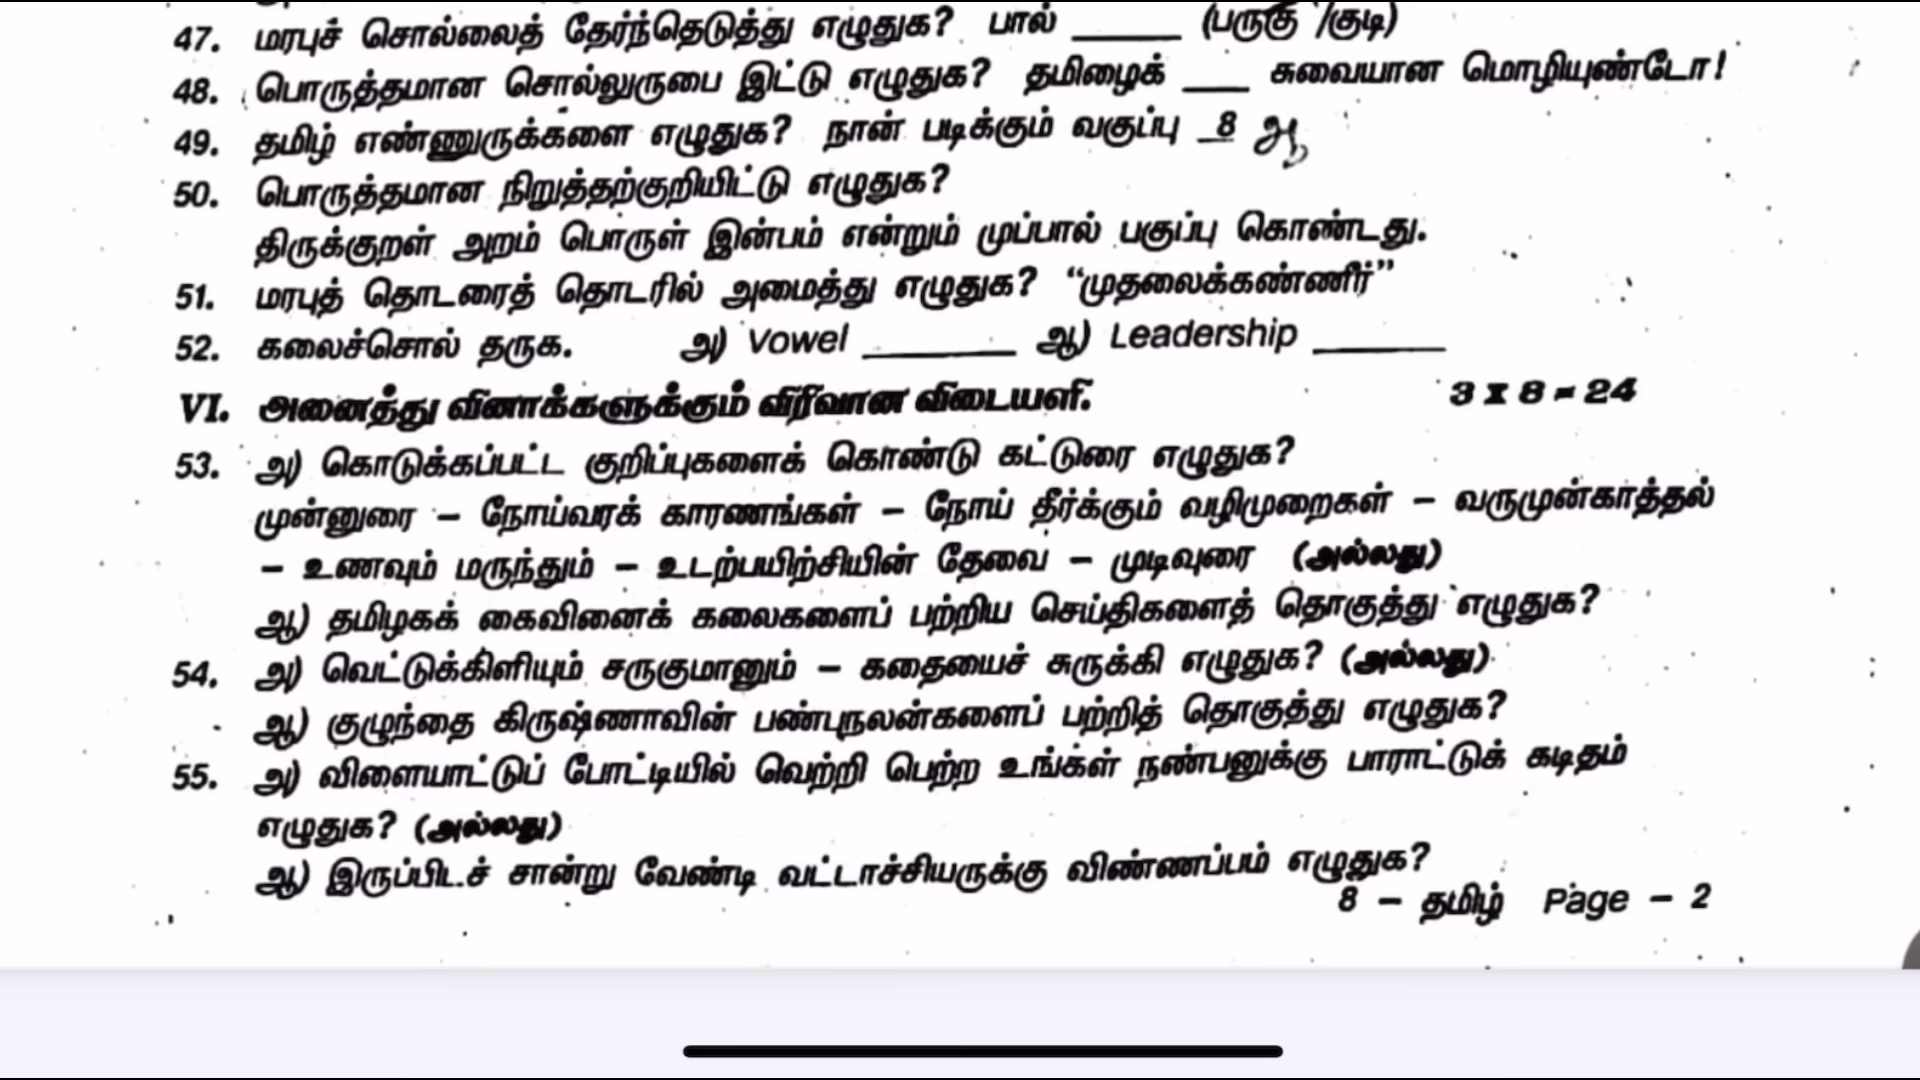 47. மரபுச் சொல்லைத் தேர்ந்தெடுத்து எழுதுக? பால் ______ (பருகு /குடி)
48. பொருத்தமான சொல்லுருபை இட்டு எழுதுக? தமிழைக் ____ சுவையான மொழியுண்டோ!
49. தமிழ் எண்ணுருக்களை எழுதுக? நான் படிக்கும் வகுப்பு _8 அ
50. பொருத்தமான நிறுத்தற்குறியிட்டு எழுதுக?
திருக்குறள் அறம் பொருள் இன்பம் என்றும் முப்பால் பகுப்பு கொண்டது.
51. மரபுத் தொடரைத் தொடரில் அமைத்து எழுதுக? “முதலைக்கண்ணீர்”
52. கலைச்சொல் தருக. அ) Vowel ________ ஆ) Leadership _______
VI. அனைத்து வினாக்களுக்கும் விரிவான விடையளி. 3 x 8 = 24
53. அ) கொடுக்கப்பட்ட குறிப்புகளைக் கொண்டு கட்டுரை எழுதுக?
முன்னுரை – நோய்வரக் காரணங்கள் – நோய் தீர்க்கும் வழிமுறைகள் – வருமுன்காத்தல்
– உணவும் மருந்தும் – உடற்பயிற்சியின் தேவை – முடிவுரை (அல்லது)
ஆ) தமிழகக் கைவினைக் கலைகளைப் பற்றிய செய்திகளைத் தொகுத்து எழுதுக?
54. அ) வெட்டுக்கிளியும் சருகுமானும் – கதையைச் சுருக்கி எழுதுக? (அல்லது)
ஆ) குழுந்தை கிருஷ்ணாவின் பண்புநலன்களைப் பற்றித் தொகுத்து எழுதுக?
55. அ) விளையாட்டுப் போட்டியில் வெற்றி பெற்ற உங்கள் நண்பனுக்கு பாராட்டுக் கடிதம்
எழுதுக? (அல்லது)
ஆ) இருப்பிடச் சான்று வேண்டி வட்டாச்சியருக்கு விண்ணப்பம் எழுதுக?
8 – தமிழ் Page – 2